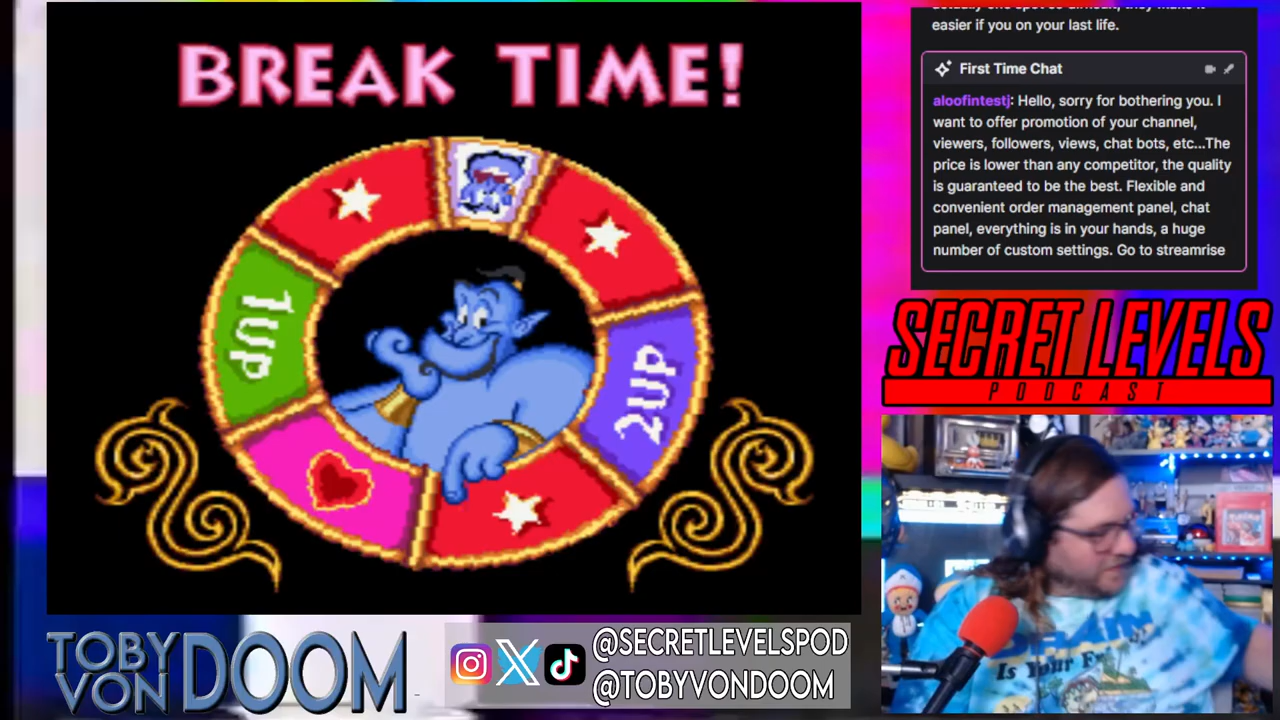 BREAK TIME!
1UP
2UP
easier if you on your last life.
First Time Chat
aloofintestj: Hello, sorry for bothering you. I
want to offer promotion of your channel,
viewers, followers, views, chat bots, etc...The
price is lower than any competitor, the quality
is guaranteed to be the best. Flexible and
convenient order management panel, chat
panel, everything is in your hands, a huge
number of custom settings. Go to streamrise
SECRET LEVELS
PODCAST
Is Your
TOBY
VON
DOOM
@SECRETLEVELSPOD
@TOBYVONDOOM